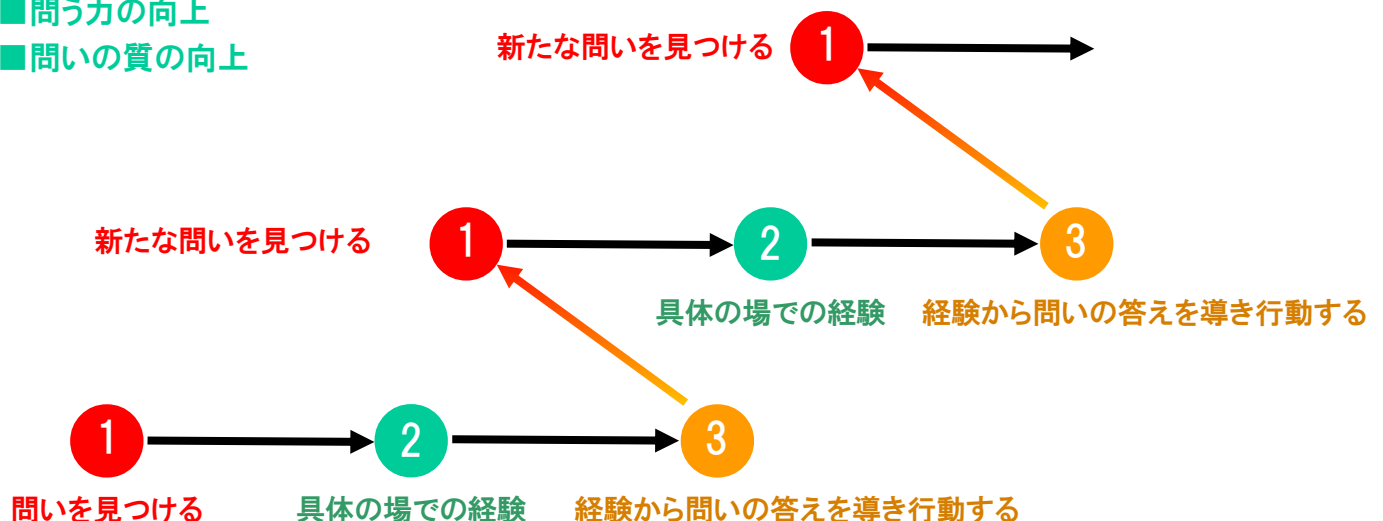 ■問う力の向上
■問いの質の向上
新たな問いを見つける
1
新たな問いを見つける
1
2
3
具体の場での経験
経験から問いの答えを導き行動する
1
2
3
問いを見つける
具体の場での経験
経験から問いの答えを導き行動する